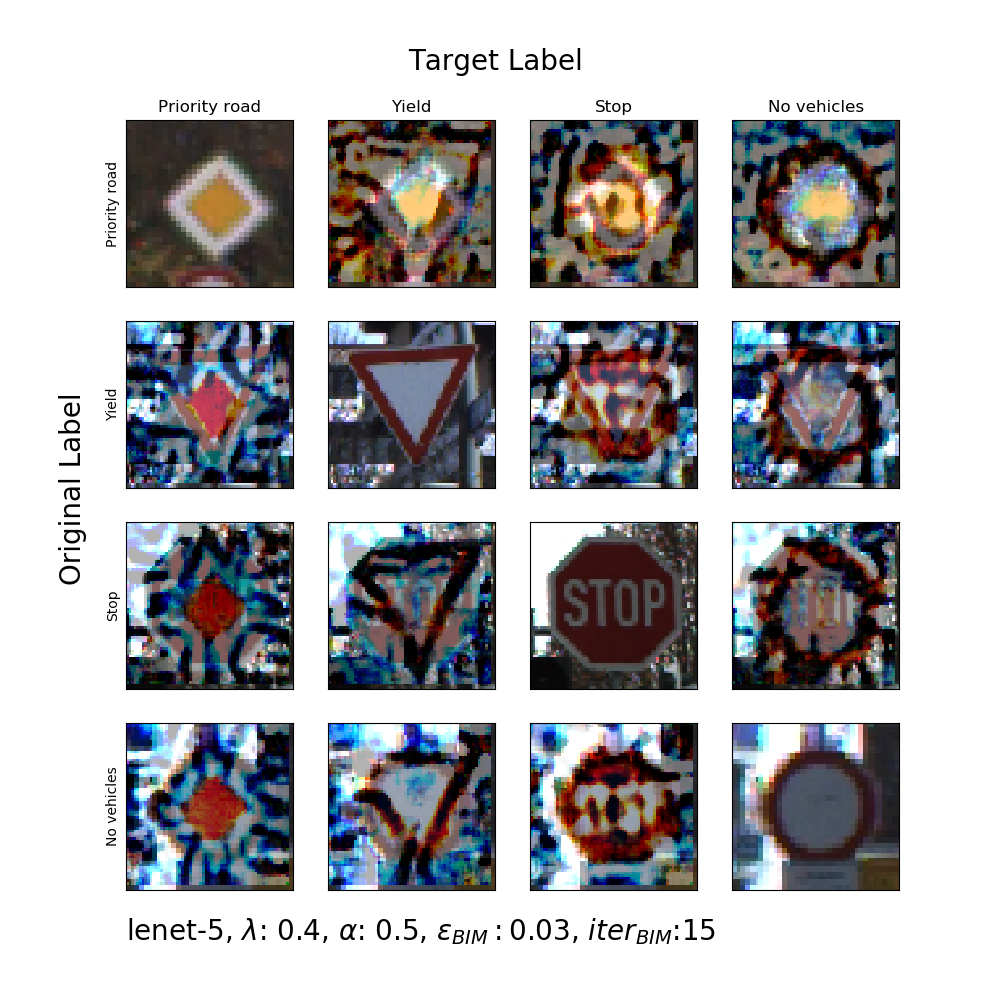 Target Label
Priority road Yield Stop No vehicles
Original Label
Priority road
Yield
Stop
STOP
No vehicles
lenet-5, λ: 0.4, α: 0.5, ε_BIM : 0.03, iter_BIM:15